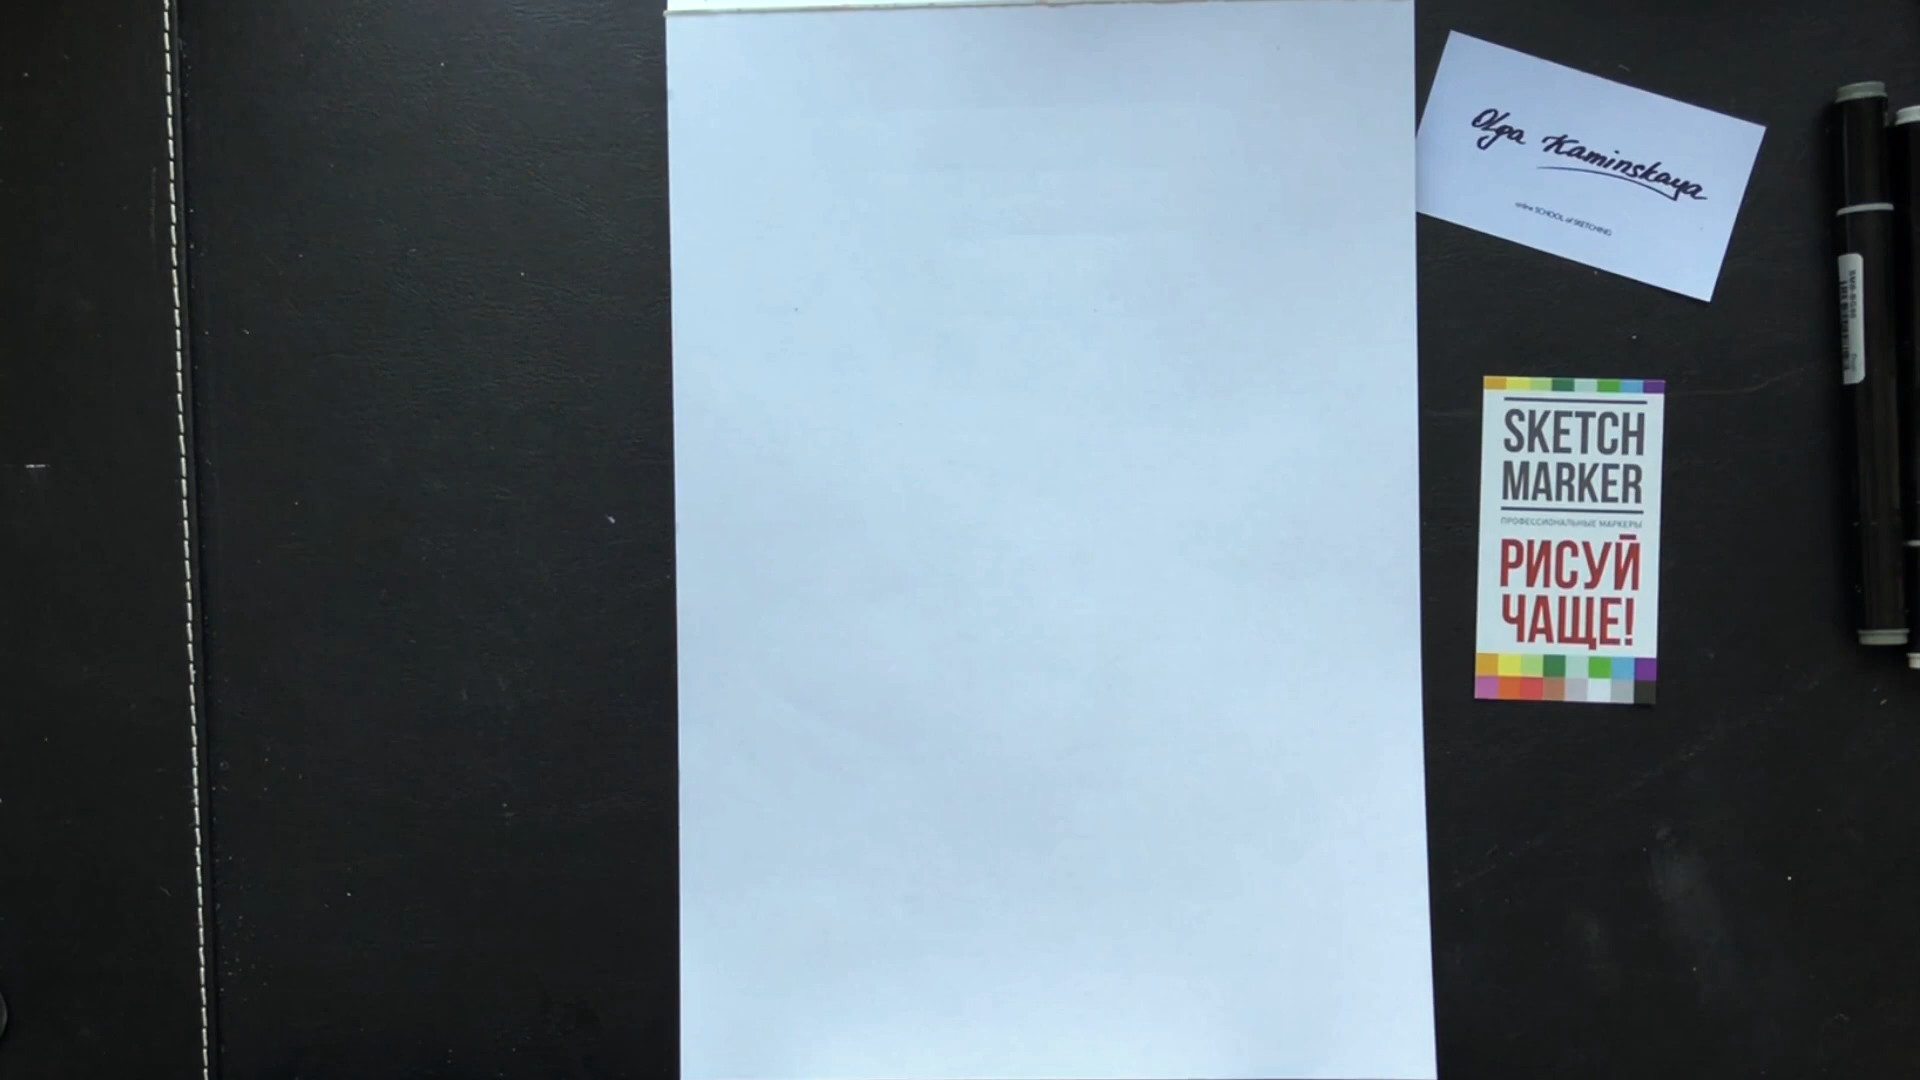 Olga Kaminskaya
online SCHOOL of SKETCHING
SKETCH
MARKER
ПРОФЕССИОНАЛЬНЫЕ МАРКЕРЫ
РИСУЙ
ЧАЩЕ!